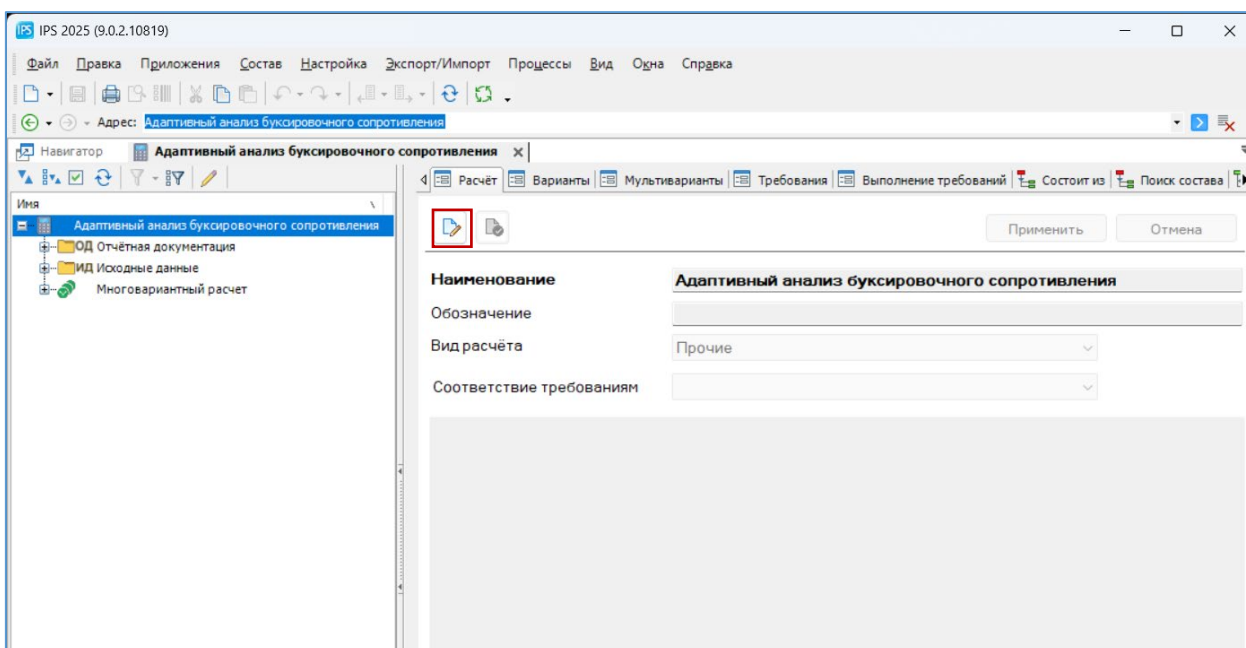 IPS IPS 2025 (9.0.2.10819)
Файл Правка Приложения Состав Настройка Экспорт/Импорт Процессы Вид Окна Справка
Адрес: Адаптивный анализ буксировочного сопротивления
Навигатор Адаптивный анализ буксировочного сопротивления
Расчёт Варианты Мультиварианты Требования Выполнение требований Состоит из Поиск состава
Имя
Адаптивный анализ буксировочного сопротивления
ОД Отчётная документация
ИД Исходные данные
Многовариантный расчет
Применить Отмена
Наименование Адаптивный анализ буксировочного сопротивления
Обозначение
Вид расчёта Прочие
Соответствие требованиям